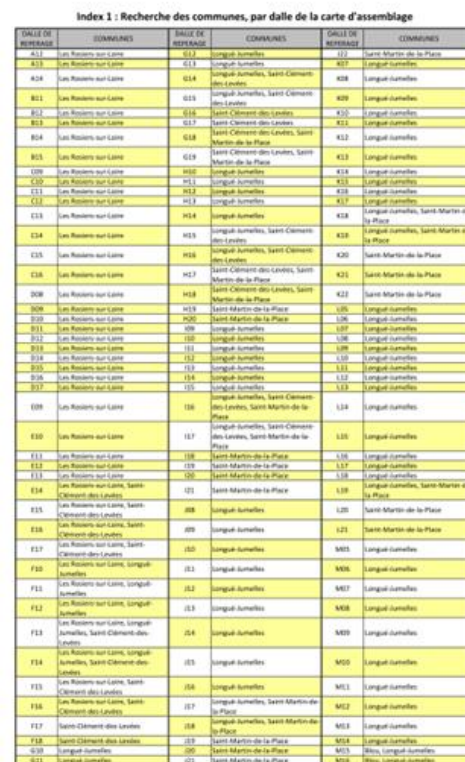 Index 1 : Recherche des communes, par dalle de la carte d'assemblage
DALLE DE REPERAGE COMMUNES DALLE DE REPERAGE COMMUNES DALLE DE REPERAGE COMMUNES
A12 Les Rosiers-sur-Loire G12 Longué-Jumelles J22 Saint-Martin-de-la-Place
A13 Les Rosiers-sur-Loire G13 Longué-Jumelles K07 Longué-Jumelles
A14 Les Rosiers-sur-Loire G14 Longué-Jumelles, Saint-Clément-
des-Levées K08 Longué-Jumelles
B11 Les Rosiers-sur-Loire G15 Longué-Jumelles, Saint-Clément-
des-Levées K09 Longué-Jumelles
B12 Les Rosiers-sur-Loire G16 Saint-Clément-des-Levées K10 Longué-Jumelles
B13 Les Rosiers-sur-Loire G17 Saint-Clément-des-Levées K11 Longué-Jumelles
B14 Les Rosiers-sur-Loire G18 Saint-Clément-des-Levées, Saint-
Martin-de-la-Place K12 Longué-Jumelles
B15 Les Rosiers-sur-Loire G19 Saint-Clément-des-Levées, Saint-
Martin-de-la-Place K13 Longué-Jumelles
C09 Les Rosiers-sur-Loire H10 Longué-Jumelles K14 Longué-Jumelles
C10 Les Rosiers-sur-Loire H11 Longué-Jumelles K15 Longué-Jumelles
C11 Les Rosiers-sur-Loire H12 Longué-Jumelles K16 Longué-Jumelles
C12 Les Rosiers-sur-Loire H13 Longué-Jumelles K17 Longué-Jumelles
C13 Les Rosiers-sur-Loire H14 Longué-Jumelles K18 Longué-Jumelles, Saint-Martin-
la-Place
C14 Les Rosiers-sur-Loire H15 Longué-Jumelles, Saint-Clément-
des-Levées K19 Longué-Jumelles, Saint-Martin-
la-Place
C15 Les Rosiers-sur-Loire H16 Longué-Jumelles, Saint-Clément-
des-Levées K20 Saint-Martin-de-la-Place
C16 Les Rosiers-sur-Loire H17 Saint-Clément-des-Levées, Saint-
Martin-de-la-Place K21 Saint-Martin-de-la-Place
D08 Les Rosiers-sur-Loire H18 Saint-Clément-des-Levées, Saint-
Martin-de-la-Place K22 Saint-Martin-de-la-Place
D09 Les Rosiers-sur-Loire H19 Saint-Martin-de-la-Place L05 Longué-Jumelles
D10 Les Rosiers-sur-Loire H20 Saint-Martin-de-la-Place L06 Longué-Jumelles
D11 Les Rosiers-sur-Loire I09 Longué-Jumelles L07 Longué-Jumelles
D12 Les Rosiers-sur-Loire I10 Longué-Jumelles L08 Longué-Jumelles
D13 Les Rosiers-sur-Loire I11 Longué-Jumelles L09 Longué-Jumelles
D14 Les Rosiers-sur-Loire I12 Longué-Jumelles L10 Longué-Jumelles
D15 Les Rosiers-sur-Loire I13 Longué-Jumelles L11 Longué-Jumelles
D16 Les Rosiers-sur-Loire I14 Longué-Jumelles L12 Longué-Jumelles
D17 Les Rosiers-sur-Loire I15 Longué-Jumelles L13 Longué-Jumelles
E09 Les Rosiers-sur-Loire I16 Longué-Jumelles, Saint-Clément-
des-Levées, Saint-Martin-de-la-
Place L14 Longué-Jumelles
E10 Les Rosiers-sur-Loire I17 Longué-Jumelles, Saint-Clément-
des-Levées, Saint-Martin-de-la-
Place L15 Longué-Jumelles
E11 Les Rosiers-sur-Loire I18 Saint-Martin-de-la-Place L16 Longué-Jumelles
E12 Les Rosiers-sur-Loire I19 Saint-Martin-de-la-Place L17 Longué-Jumelles
E13 Les Rosiers-sur-Loire I20 Saint-Martin-de-la-Place L18 Longué-Jumelles
E14 Les Rosiers-sur-Loire, Saint-
Clément-des-Levées I21 Saint-Martin-de-la-Place L19 Longué-Jumelles, Saint-Martin-
la-Place
E15 Les Rosiers-sur-Loire, Saint-
Clément-des-Levées J08 Longué-Jumelles L20 Saint-Martin-de-la-Place
E16 Les Rosiers-sur-Loire, Saint-
Clément-des-Levées J09 Longué-Jumelles L21 Saint-Martin-de-la-Place
E17 Les Rosiers-sur-Loire, Saint-
Clément-des-Levées J10 Longué-Jumelles M05 Longué-Jumelles
F10 Les Rosiers-sur-Loire, Longué-
Jumelles J11 Longué-Jumelles M06 Longué-Jumelles
F11 Les Rosiers-sur-Loire, Longué-
Jumelles J12 Longué-Jumelles M07 Longué-Jumelles
F12 Les Rosiers-sur-Loire, Longué-
Jumelles J13 Longué-Jumelles M08 Longué-Jumelles
F13 Les Rosiers-sur-Loire, Longué-
Jumelles, Saint-Clément-des-
Levées J14 Longué-Jumelles M09 Longué-Jumelles
F14 Les Rosiers-sur-Loire, Longué-
Jumelles, Saint-Clément-des-
Levées J15 Longué-Jumelles M10 Longué-Jumelles
F15 Les Rosiers-sur-Loire, Saint-
Clément-des-Levées J16 Longué-Jumelles M11 Longué-Jumelles
F16 Les Rosiers-sur-Loire, Saint-
Clément-des-Levées J17 Longué-Jumelles, Saint-Martin-de-
la-Place M12 Longué-Jumelles
F17 Saint-Clément-des-Levées J18 Longué-Jumelles, Saint-Martin-de-
la-Place M13 Longué-Jumelles
F18 Saint-Clément-des-Levées J19 Saint-Martin-de-la-Place M14 Longué-Jumelles
G10 Longué-Jumelles J20 Saint-Martin-de-la-Place M15 Blou, Longué-Jumelles
G11 Longué-Jumelles J21 Saint-Martin-de-la-Place M16 Blou, Longué-Jumelles